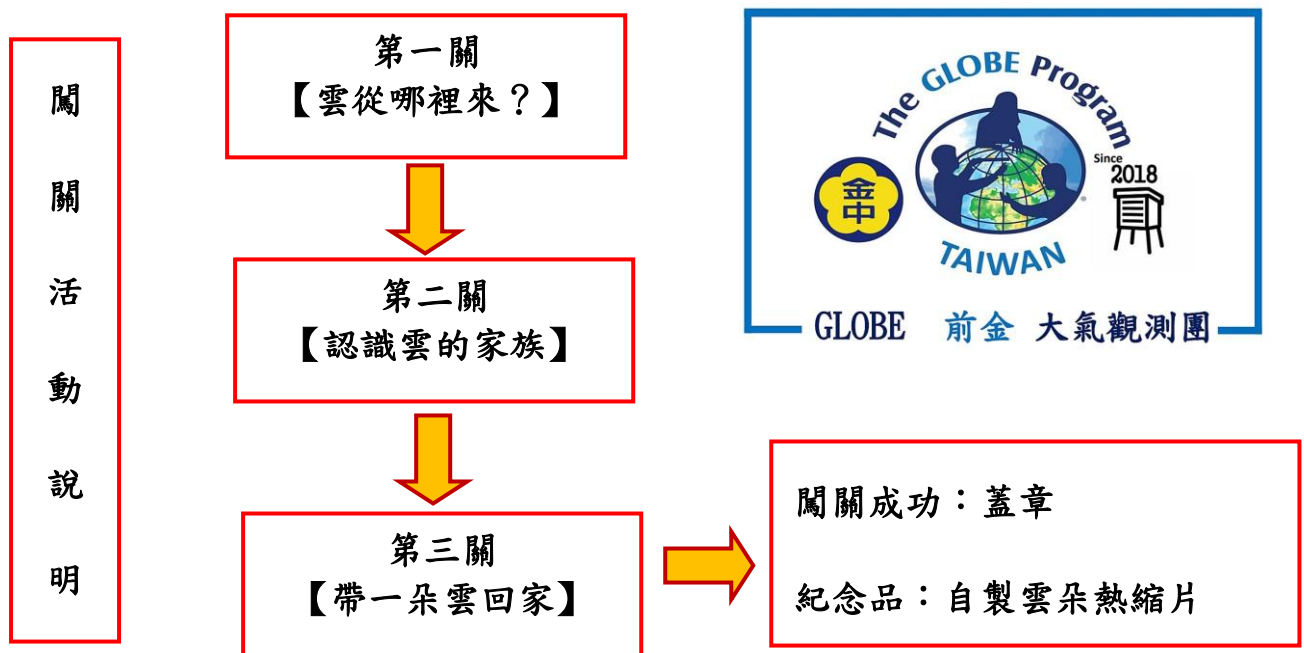 闖關活動說明
第一關
【雲從哪裡來？】
第二關
【認識雲的家族】
第三關
【帶一朵雲回家】
闖關成功：蓋章
紀念品：自製雲朵熱縮片
The GLOBE Program
金中
Since
2018
TAIWAN
GLOBE 前金 大氣觀測團